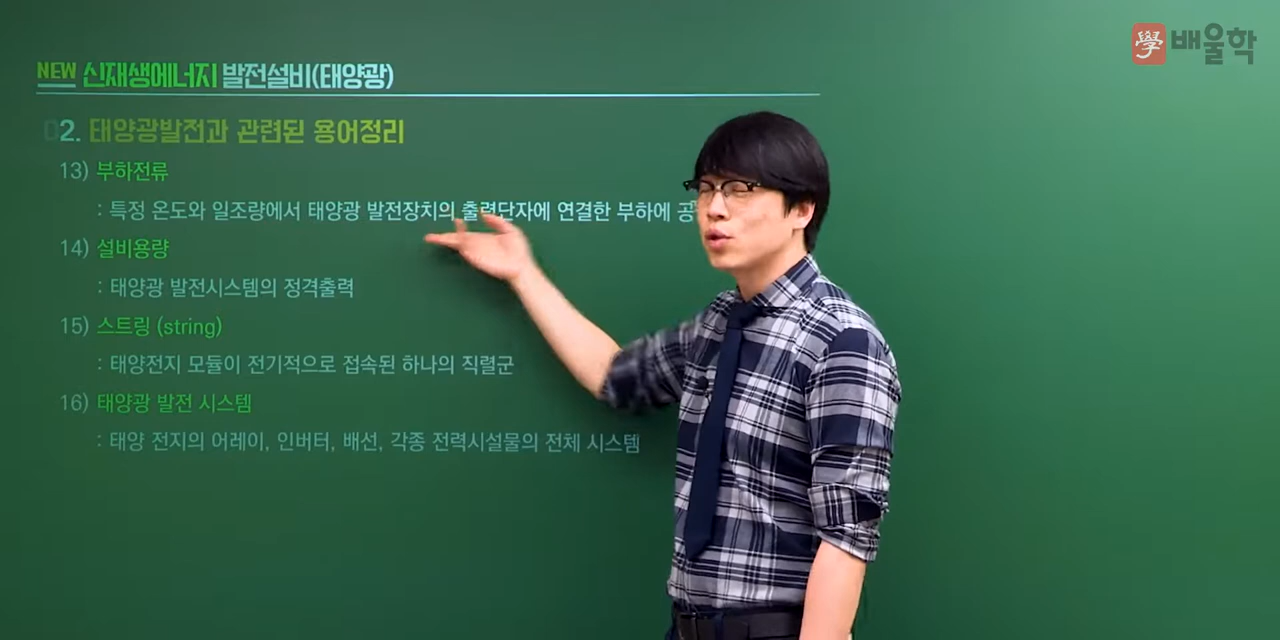 學 배울학
NEW 신재생에너지 발전설비(태양광)
02. 태양광발전과 관련된 용어정리
13) 부하전류
: 특정 온도와 일조량에서 태양광 발전장치의 출력단자에 연결한 부하에
14) 설비용량
: 태양광 발전시스템의 정격출력
15) 스트링 (string)
: 태양전지 모듈이 전기적으로 접속된 하나의 직렬군
16) 태양광 발전 시스템
: 태양 전지의 어레이, 인버터, 배선, 각종 전력시설물의 전체 시스템